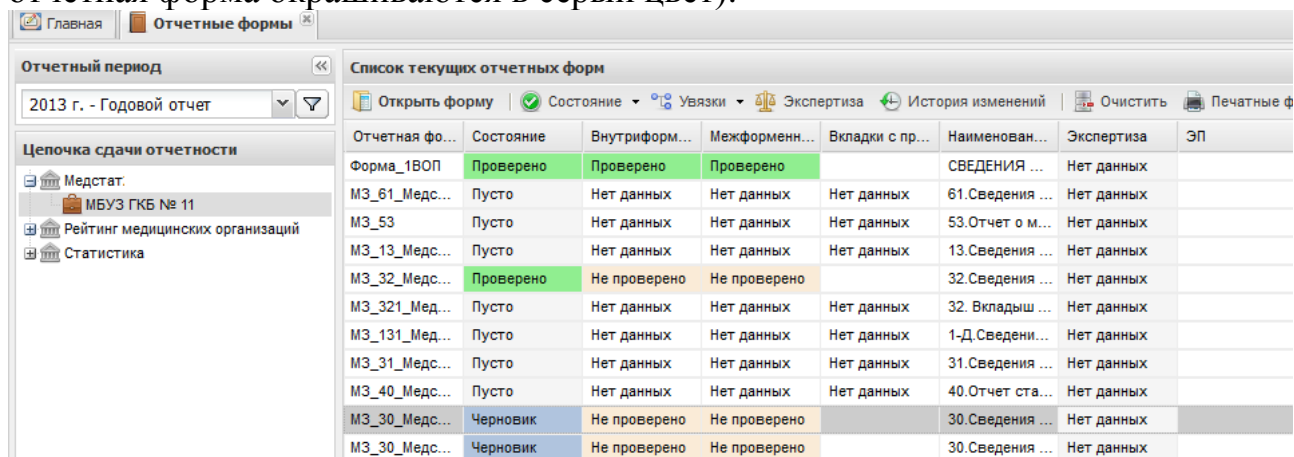 отчетная форма окрашиваются в серый цвет).
Главная Отчетные формы
Отчетный период
Список текущих отчетных форм
2013 г. - Годовой отчет
Открыть форму Состояние Увязки Экспертиза История изменений Очистить Печатные ф
Цепочка сдачи отчетности
Отчетная фо... Состояние Внутриформ... Межформенн... Вкладки с пр... Наименован... Экспертиза ЭП
Медстат.
МБУЗ ГКБ № 11
Рейтинг медицинских организаций
Статистика
Форма_1ВОП Проверено Проверено Проверено СВЕДЕНИЯ ... Нет данных
МЗ_61_Медс... Пусто Нет данных Нет данных Нет данных 61.Сведения ... Нет данных
МЗ_53 Пусто Нет данных Нет данных Нет данных 53.Отчет о м... Нет данных
МЗ_13_Медс... Пусто Нет данных Нет данных Нет данных 13.Сведения ... Нет данных
МЗ_32_Медс... Проверено Не проверено Не проверено 32.Сведения ... Нет данных
МЗ_321_Мед... Пусто Нет данных Нет данных Нет данных 32. Вкладыш ... Нет данных
МЗ_131_Мед... Пусто Нет данных Нет данных Нет данных 1-Д.Сведени... Нет данных
МЗ_31_Медс... Пусто Нет данных Нет данных Нет данных 31.Сведения ... Нет данных
МЗ_40_Медс... Пусто Нет данных Нет данных Нет данных 40.Отчет ста... Нет данных
МЗ_30_Медс... Черновик Не проверено Не проверено 30.Сведения ... Нет данных
МЗ_30_Медс... Черновик Не проверено Не проверено 30.Сведения ... Нет данных